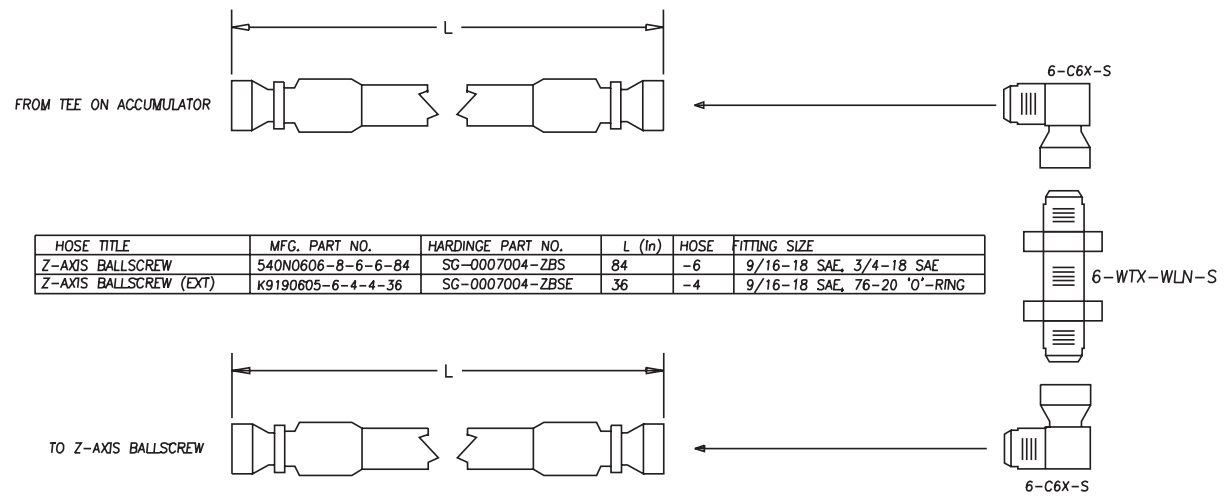 L
6-C6X-S
FROM TEE ON ACCUMULATOR
HOSE TITLE MFG. PART NO. HARDINGE PART NO. L (In) HOSE FITTING SIZE
Z-AXIS BALLSCREW 540N0606-8-6-6-84 SG-0007004-ZBS 84 -6 9/16-18 SAE, 3/4-18 SAE
Z-AXIS BALLSCREW (EXT) K9190605-6-4-4-36 SG-0007004-ZBSE 36 -4 9/16-18 SAE, 76-20 'O'-RING
6-WTX-WLN-S
L
TO Z-AXIS BALLSCREW
6-C6X-S